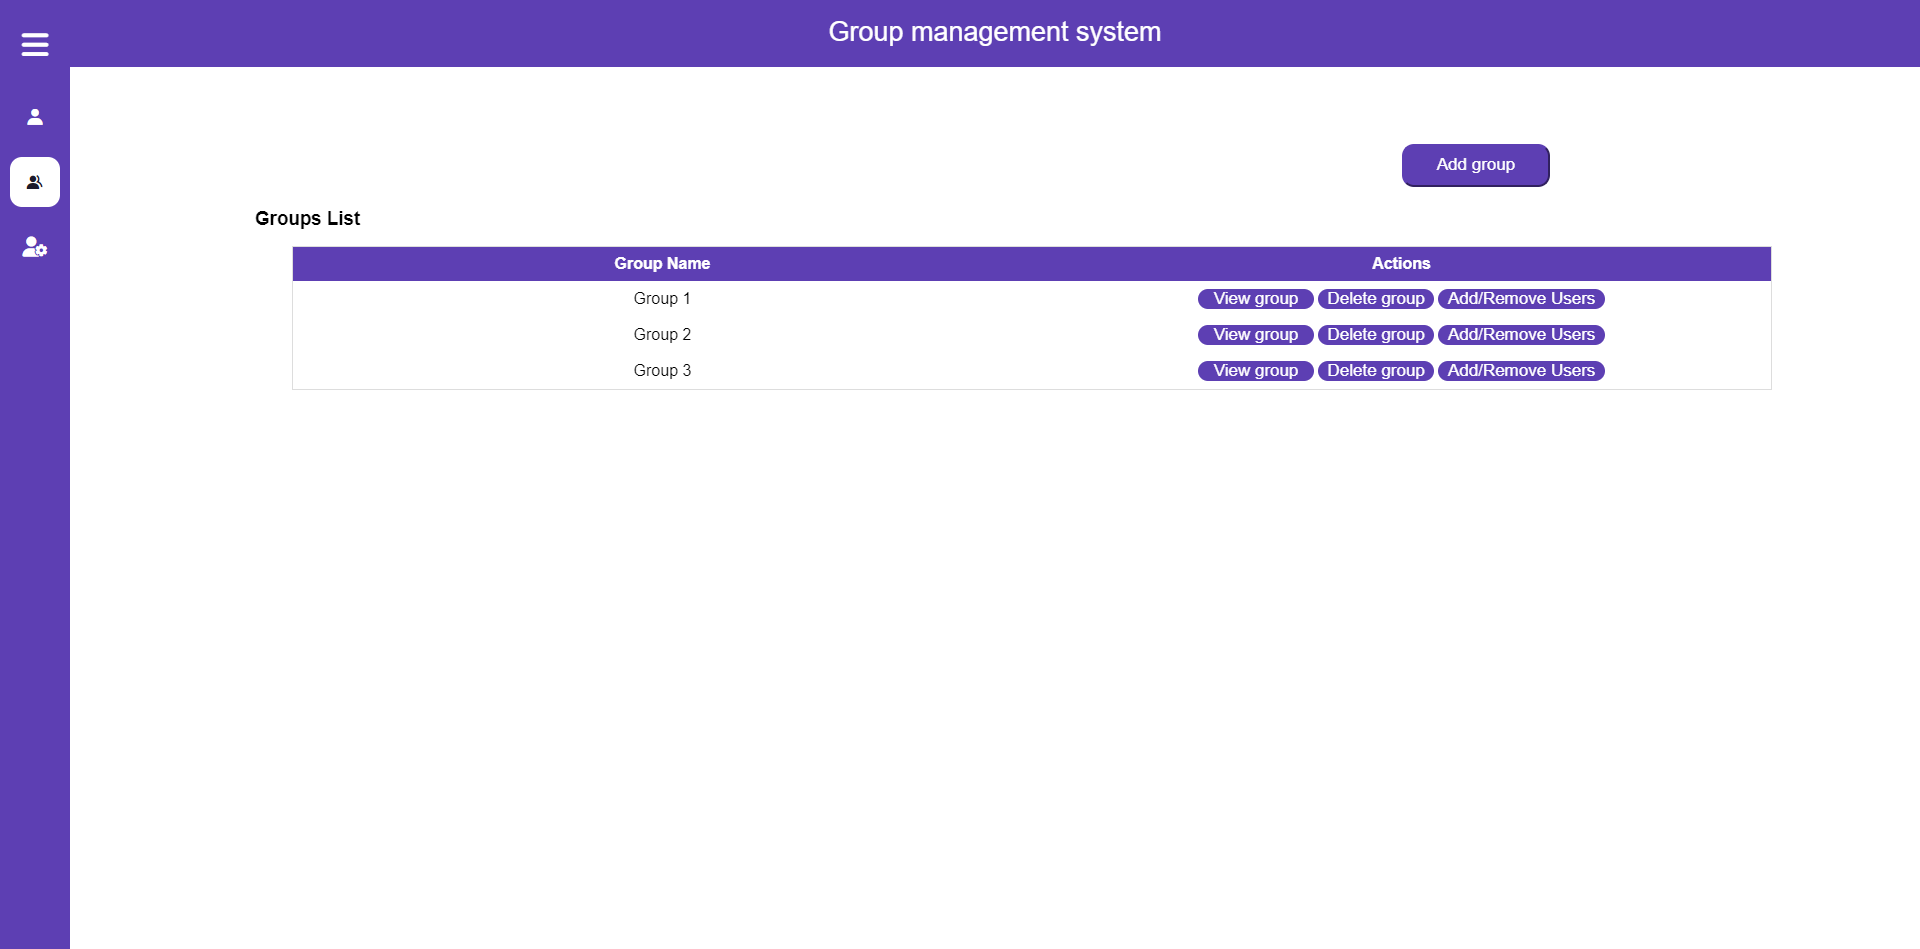 Group management system
Add group
Groups List
Group Name Actions
Group 1 View group Delete group Add/Remove Users
Group 2 View group Delete group Add/Remove Users
Group 3 View group Delete group Add/Remove Users